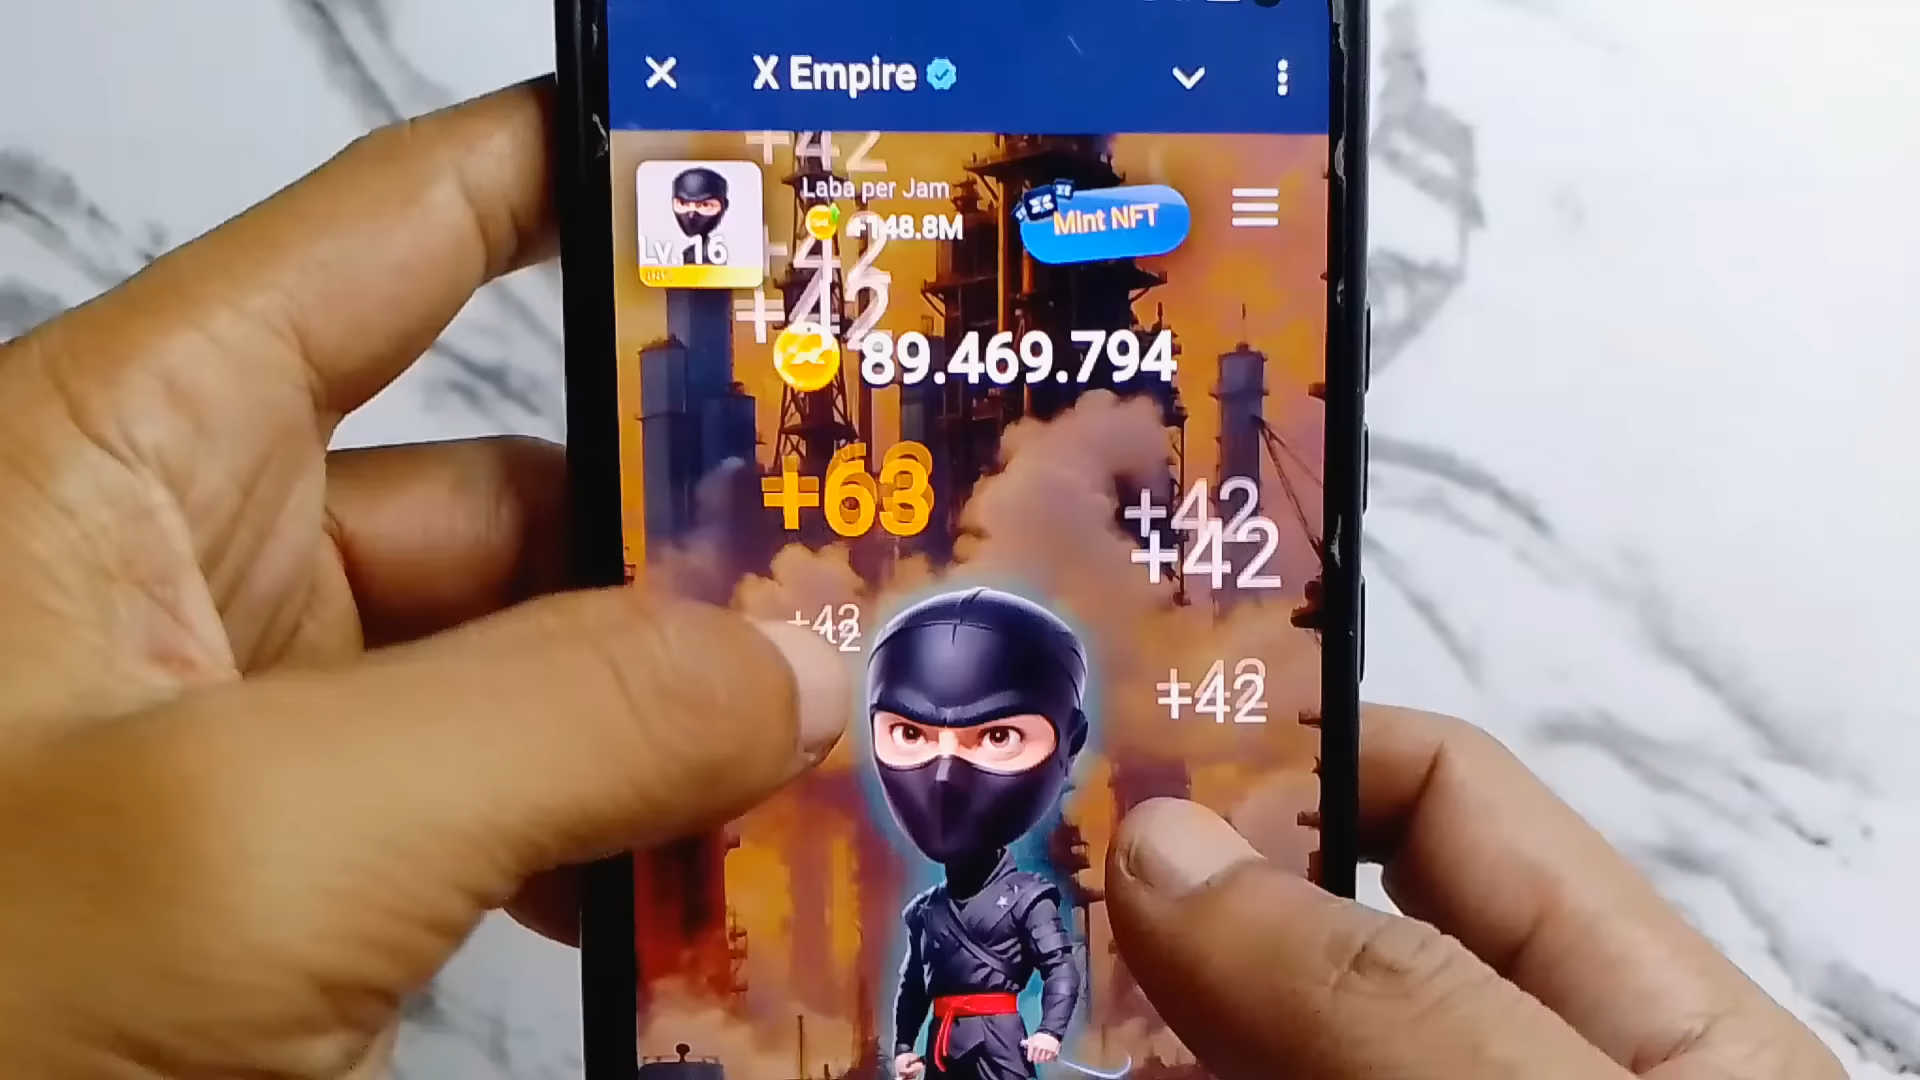 X Empire
+42
Laba per Jam
Mint NFT
Lv. 16
+42
+42
89.469.794
+63
+42
+42
+42
+42